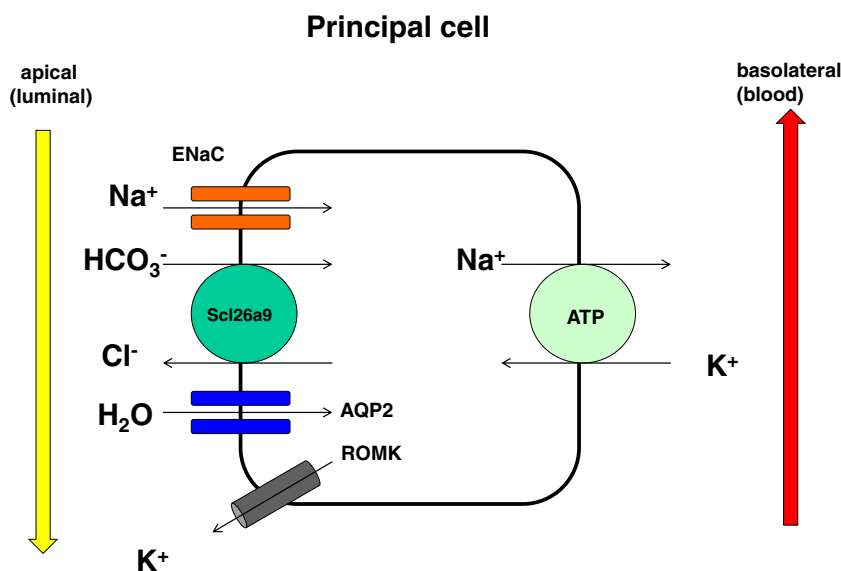 Principal cell
apical
(luminal)
basolateral
(blood)
ENaC
Na⁺
HCO₃⁻
Na⁺
Scl26a9
ATP
Cl⁻
K⁺
H₂O
AQP2
ROMK
K⁺